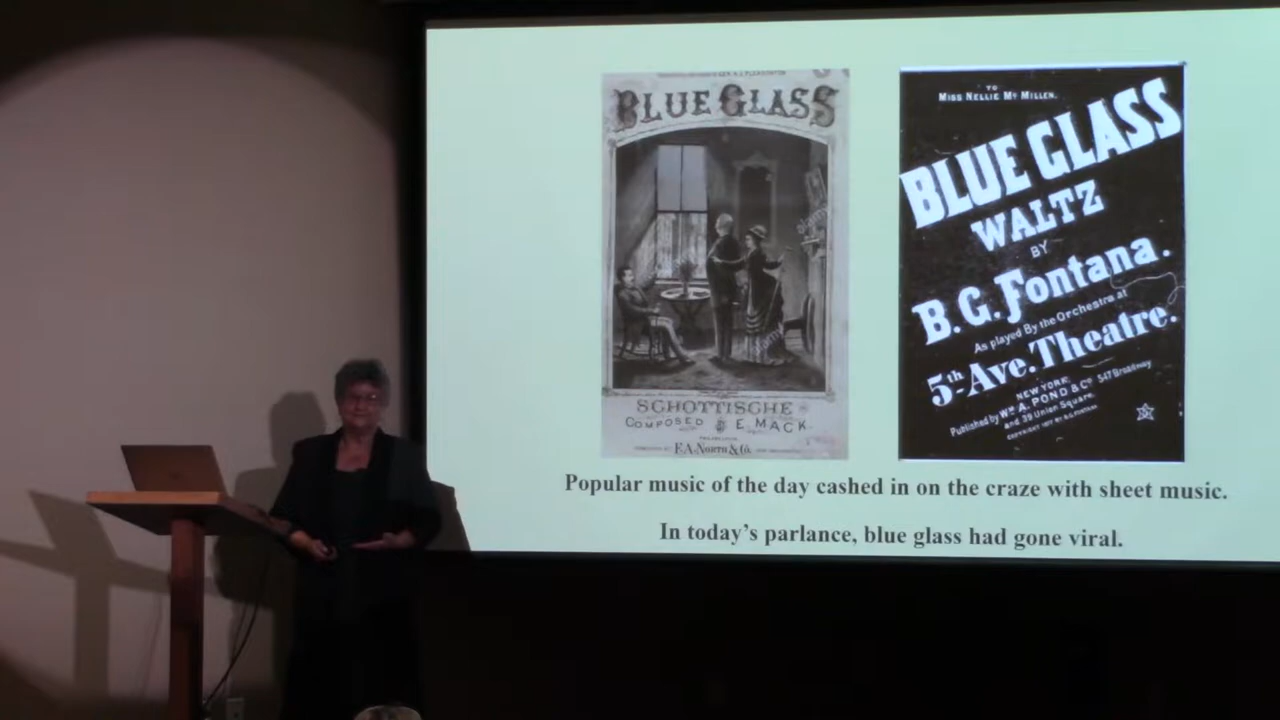 BLUE GLASS
SCHOTTISCHE
COMPOSED BY E. MACK
PHILADELPHIA
F.A. NORTH & Co.
TO
MISS NELLIE Mc MILLEN.
BLUE GLASS
WALTZ
BY
B.G. Fontana.
As played By the Orchestra at
5th Ave. Theatre.
NEW YORK:
Published by Wm A. POND & Co. 547 Broadway
and 39 Union Square.
Popular music of the day cashed in on the craze with sheet music.
In today's parlance, blue glass had gone viral.